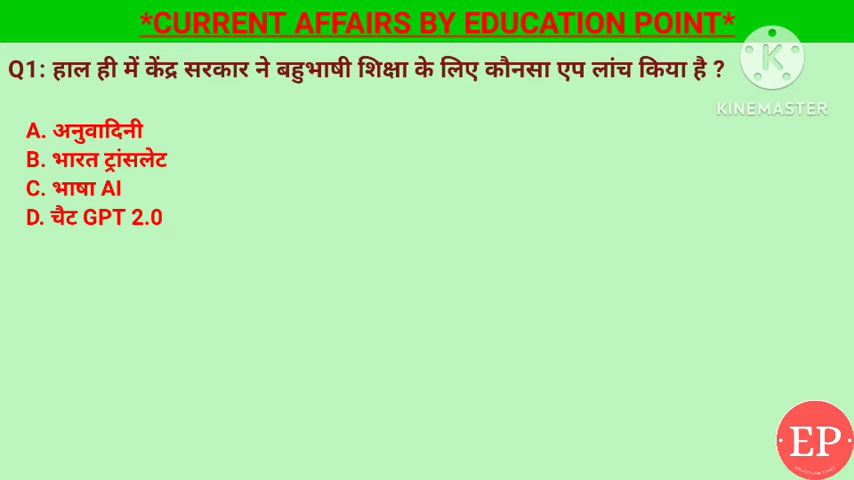 *CURRENT AFFAIRS BY EDUCATION POINT*
Q1: हाल ही में केंद्र सरकार ने बहुभाषी शिक्षा के लिए कौनसा एप लांच किया है ?
KINEMASTER
A. अनुवादिनी
B. भारत ट्रांसलेट
C. भाषा AI
D. चैट GPT 2.0
EP